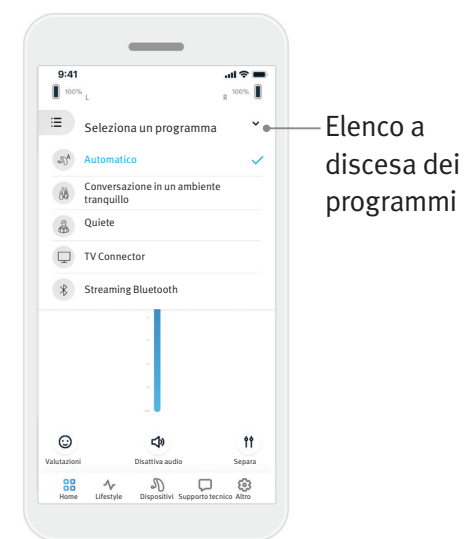 9:41
100% L
R 100%
Seleziona un programma
Automatico
Conversazione in un ambiente
tranquillo
Quiete
TV Connector
Streaming Bluetooth
Valutazioni
Disattiva audio
Separa
Home
Lifestyle
Dispositivi
Supporto tecnico
Altro
Elenco a
discesa dei
programmi